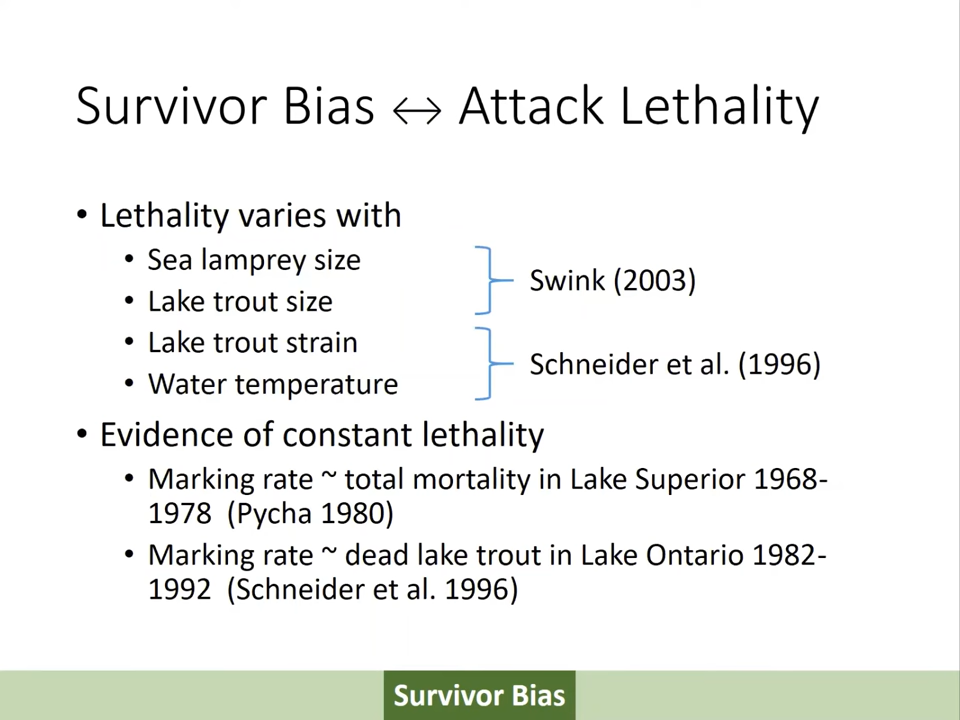 Survivor Bias ↔ Attack Lethality
• Lethality varies with
• Sea lamprey size
• Lake trout size
Swink (2003)
• Lake trout strain
• Water temperature
Schneider et al. (1996)
• Evidence of constant lethality
• Marking rate ~ total mortality in Lake Superior 1968-
1978 (Pycha 1980)
• Marking rate ~ dead lake trout in Lake Ontario 1982-
1992 (Schneider et al. 1996)
Survivor Bias